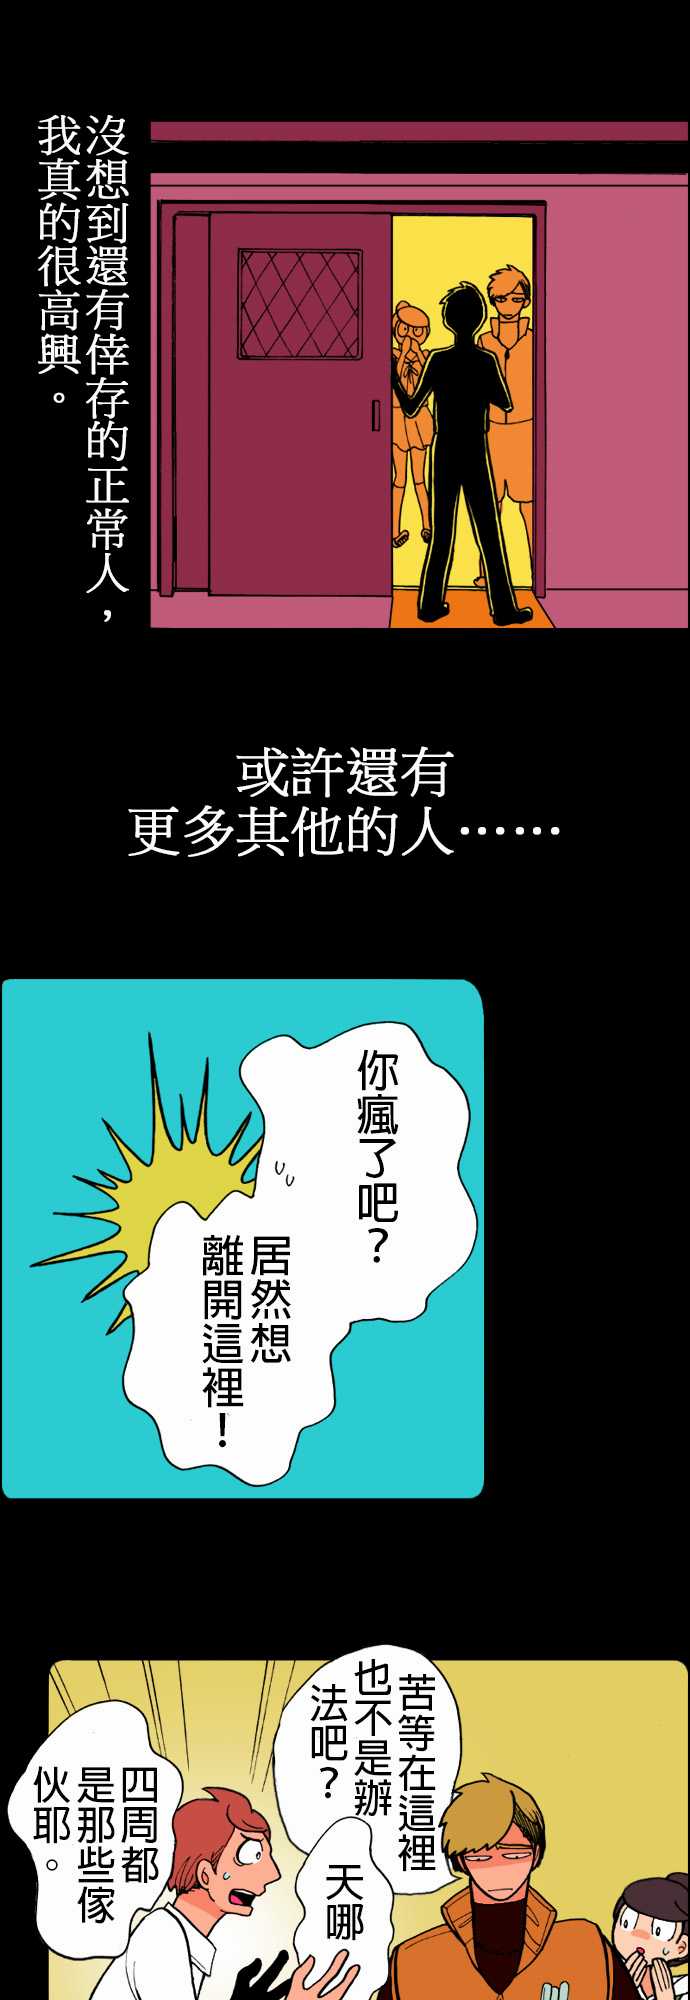 沒想到還有倖存的正常人，
我真的很高興。
或許還有
更多其他的人⋯⋯
你瘋了吧？
居然想
離開這裡！
苦等在這裡
也不是辦
法吧？
天哪
四周都
是那些傢
伙耶。